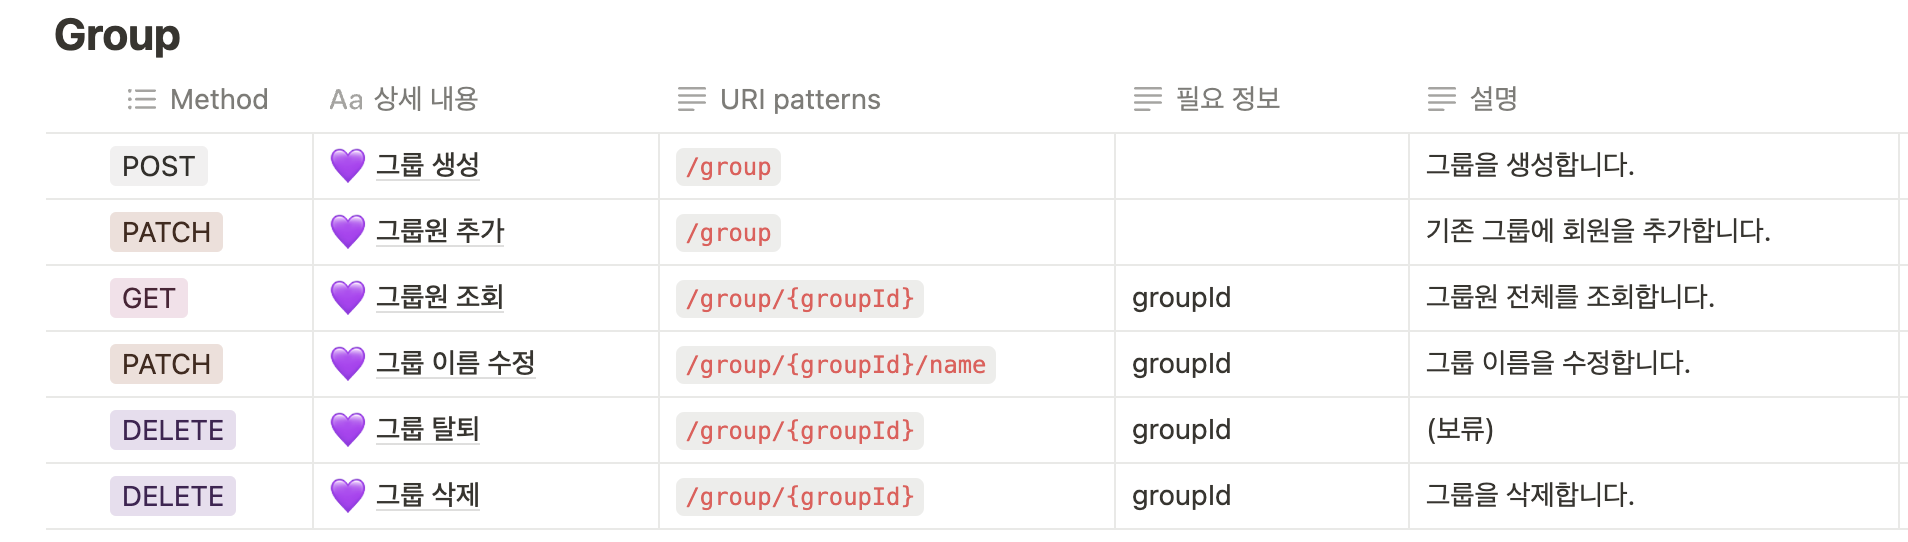 Group
Method Aa 상세 내용 URI patterns 필요 정보 설명
POST 💜 그룹 생성 /group 그룹을 생성합니다.
PATCH 💜 그룹원 추가 /group 기존 그룹에 회원을 추가합니다.
GET 💜 그룹원 조회 /group/{groupId} groupId 그룹원 전체를 조회합니다.
PATCH 💜 그룹 이름 수정 /group/{groupId}/name groupId 그룹 이름을 수정합니다.
DELETE 💜 그룹 탈퇴 /group/{groupId} groupId (보류)
DELETE 💜 그룹 삭제 /group/{groupId} groupId 그룹을 삭제합니다.